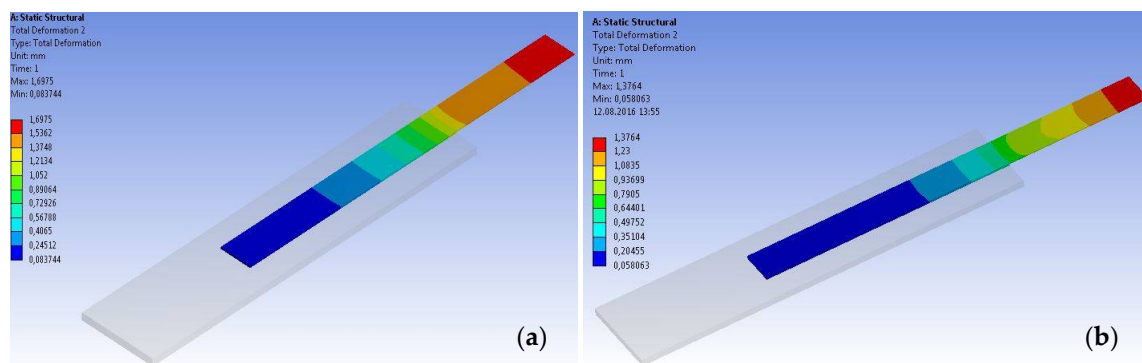 A: Static Structural
Total Deformation 2
Type: Total Deformation
Unit: mm
Time: 1
Max: 1,6975
Min: 0,083744
1,6975
1,5362
1,3748
1,2134
1,052
0,89064
0,72926
0,56788
0,4065
0,24512
0,083744
(a)
A: Static Structural
Total Deformation 2
Type: Total Deformation
Unit: mm
Time: 1
Max: 1,3764
Min: 0,058063
12.08.2016 13:55
1,3764
1,23
1,0835
0,93699
0,7905
0,64401
0,49752
0,35104
0,20455
0,058063
(b)